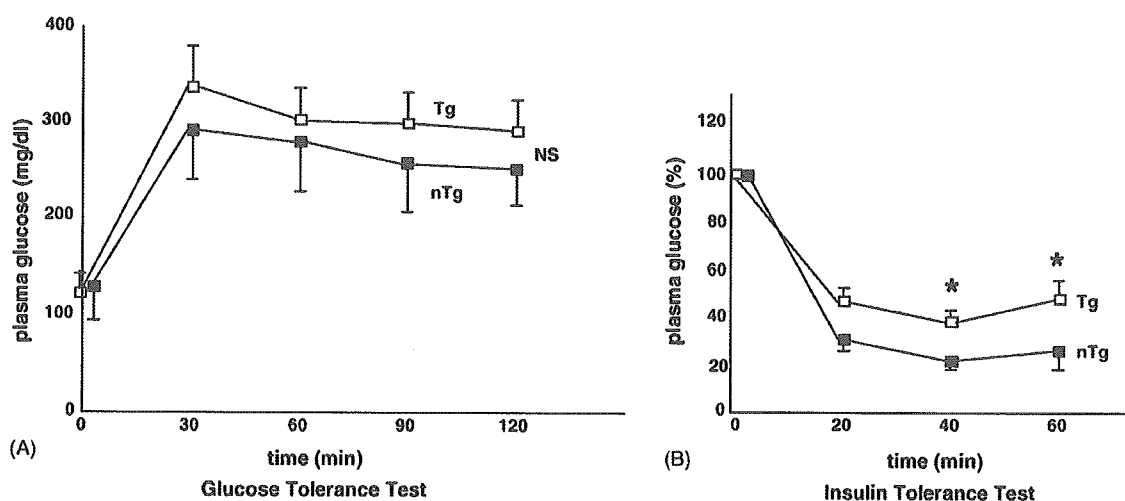 400
300
200
100
0
plasma glucose (mg/dl)
Tg
NS
nTg
0 30 60 90 120
time (min)
(A)
Glucose Tolerance Test
120
100
80
60
40
20
0
plasma glucose (%)
*
*
Tg
nTg
0 20 40 60
time (min)
(B)
Insulin Tolerance Test